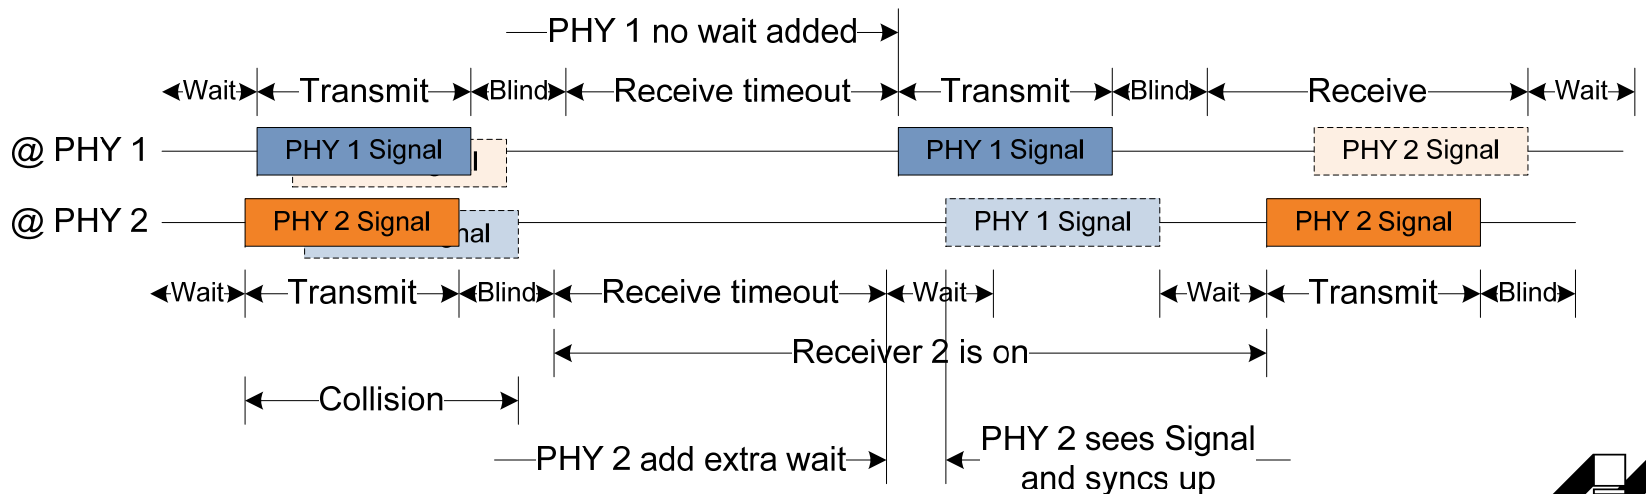 PHY 1 no wait added
Wait Transmit Blind Receive timeout Transmit Blind Receive Wait
@ PHY 1 PHY 1 Signal PHY 1 Signal PHY 2 Signal
@ PHY 2 PHY 2 Signal PHY 1 Signal PHY 2 Signal
Wait Transmit Blind Receive timeout Wait Wait Transmit Blind
Receiver 2 is on
Collision
PHY 2 add extra wait PHY 2 sees Signal
and syncs up